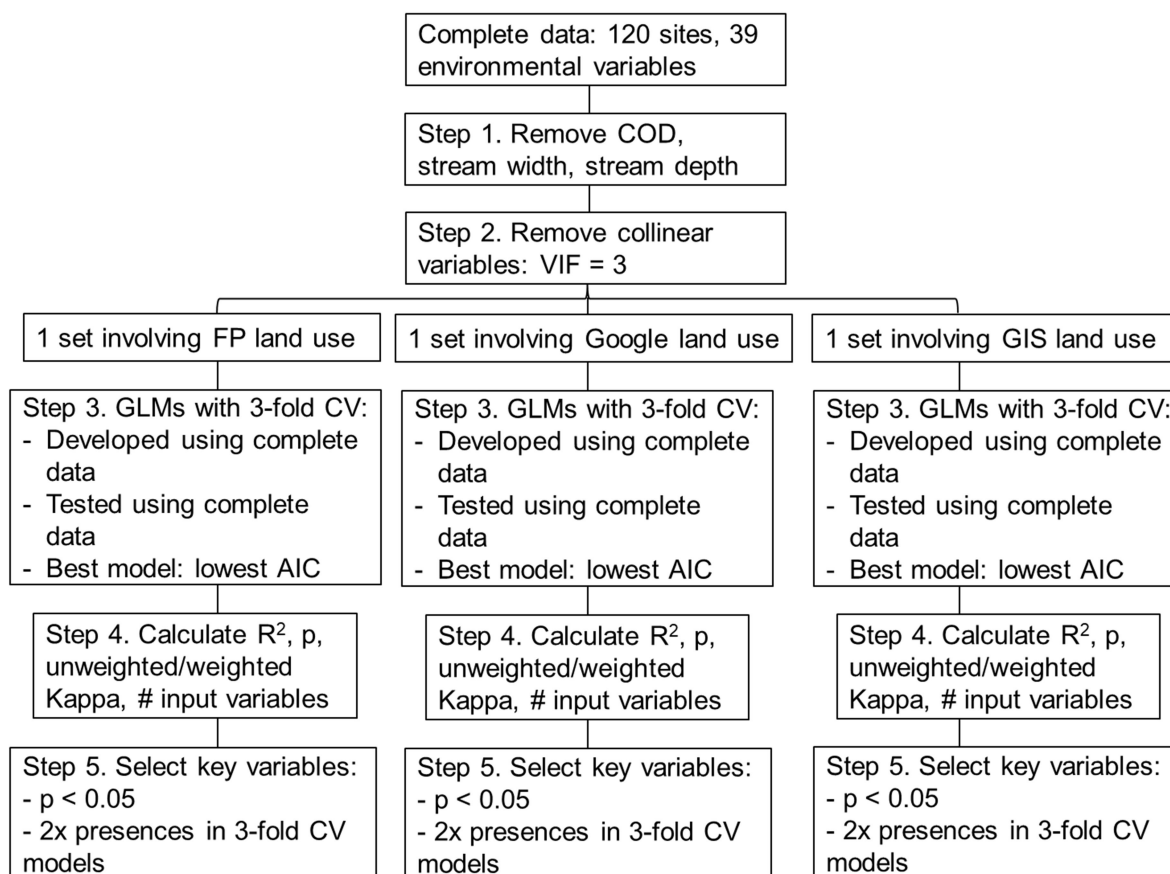 Complete data: 120 sites, 39
environmental variables
Step 1. Remove COD,
stream width, stream depth
Step 2. Remove collinear
variables: VIF = 3
1 set involving FP land use
1 set involving Google land use
1 set involving GIS land use
Step 3. GLMs with 3-fold CV:
- Developed using complete
data
- Tested using complete
data
- Best model: lowest AIC
Step 3. GLMs with 3-fold CV:
- Developed using complete
data
- Tested using complete
data
- Best model: lowest AIC
Step 3. GLMs with 3-fold CV:
- Developed using complete
data
- Tested using complete
data
- Best model: lowest AIC
Step 4. Calculate R², p,
unweighted/weighted
Kappa, # input variables
Step 4. Calculate R², p,
unweighted/weighted
Kappa, # input variables
Step 4. Calculate R², p,
unweighted/weighted
Kappa, # input variables
Step 5. Select key variables:
- p < 0.05
- 2x presences in 3-fold CV
models
Step 5. Select key variables:
- p < 0.05
- 2x presences in 3-fold CV
models
Step 5. Select key variables:
- p < 0.05
- 2x presences in 3-fold CV
models